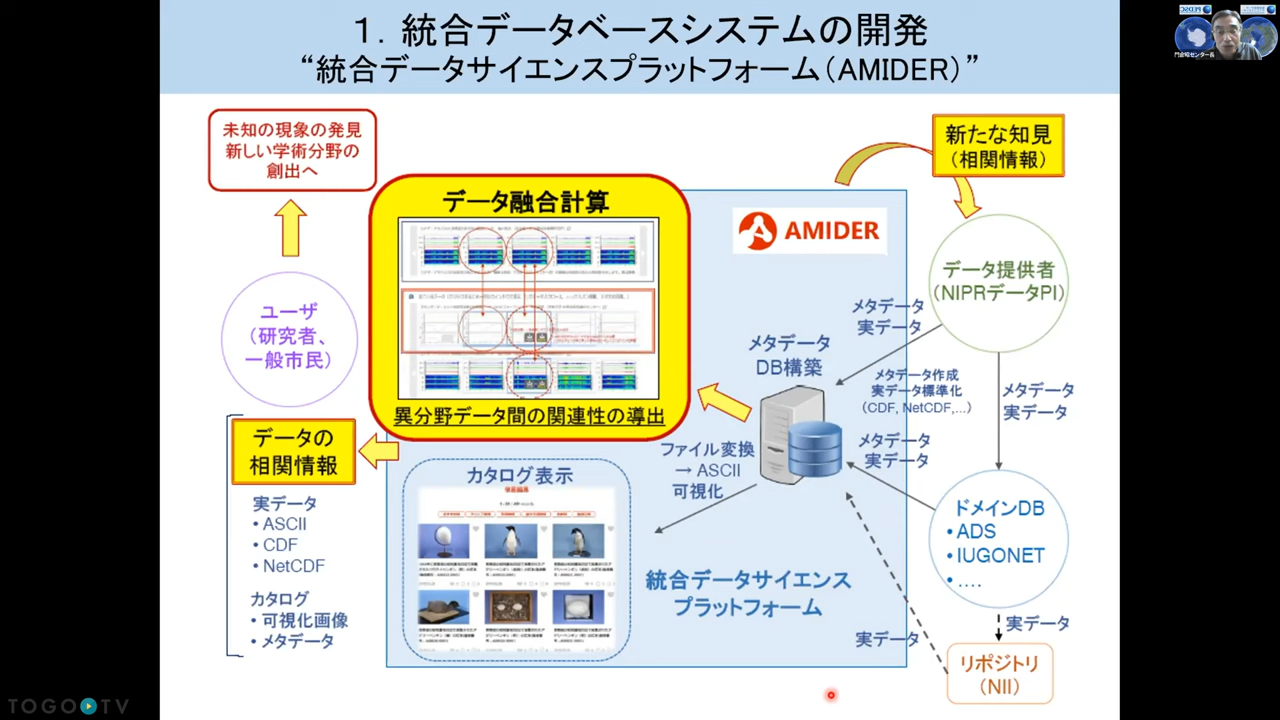 １．統合データベースシステムの開発
“統合データサイエンスプラットフォーム（AMIDER）”
PEDSC
門倉昭センター長
未知の現象の発見
新しい学術分野の
創出へ
ユーザ
（研究者、
一般市民）
データの
相関情報
実データ
• ASCII
• CDF
• NetCDF
カタログ
• 可視化画像
• メタデータ
データ融合計算
異分野データ間の関連性の導出
カタログ表示
AMIDER
メタデータ
DB構築
ファイル変換
→ ASCII
可視化
統合データサイエンス
プラットフォーム
新たな知見
（相関情報）
データ提供者
（NIPRデータPI）
メタデータ
実データ
メタデータ作成
実データ標準化
（CDF, NetCDF,…）
メタデータ
実データ
メタデータ
実データ
ドメインDB
• ADS
• IUGONET
• ….
実データ
実データ
リポジトリ
（NII）
TOGO TV